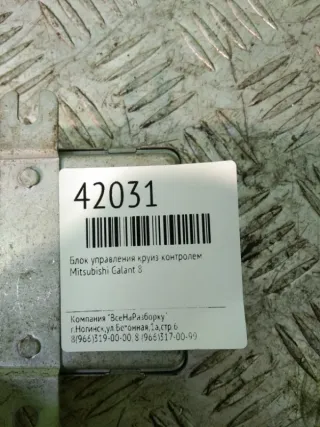 42031
Блок управления круиз контролем
Mitsubishi Galant 8
Компания "ВсеНаРазборку"
г.Ногинск,ул.Бетонная,1а,стр.6
8(966)319-00-00, 8 (966)317-00-99